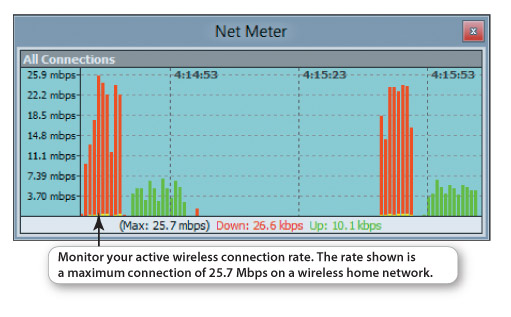 Net Meter
x
All Connections
25.9 mbps
4:14:53
4:15:23
4:15:53
22.2 mbps
18.5 mbps
14.8 mbps
11.1 mbps
7.39 mbps
3.70 mbps
(Max: 25.7 mbps) Down: 26.6 kbps Up: 10.1 kbps
Monitor your active wireless connection rate. The rate shown is
a maximum connection of 25.7 Mbps on a wireless home network.